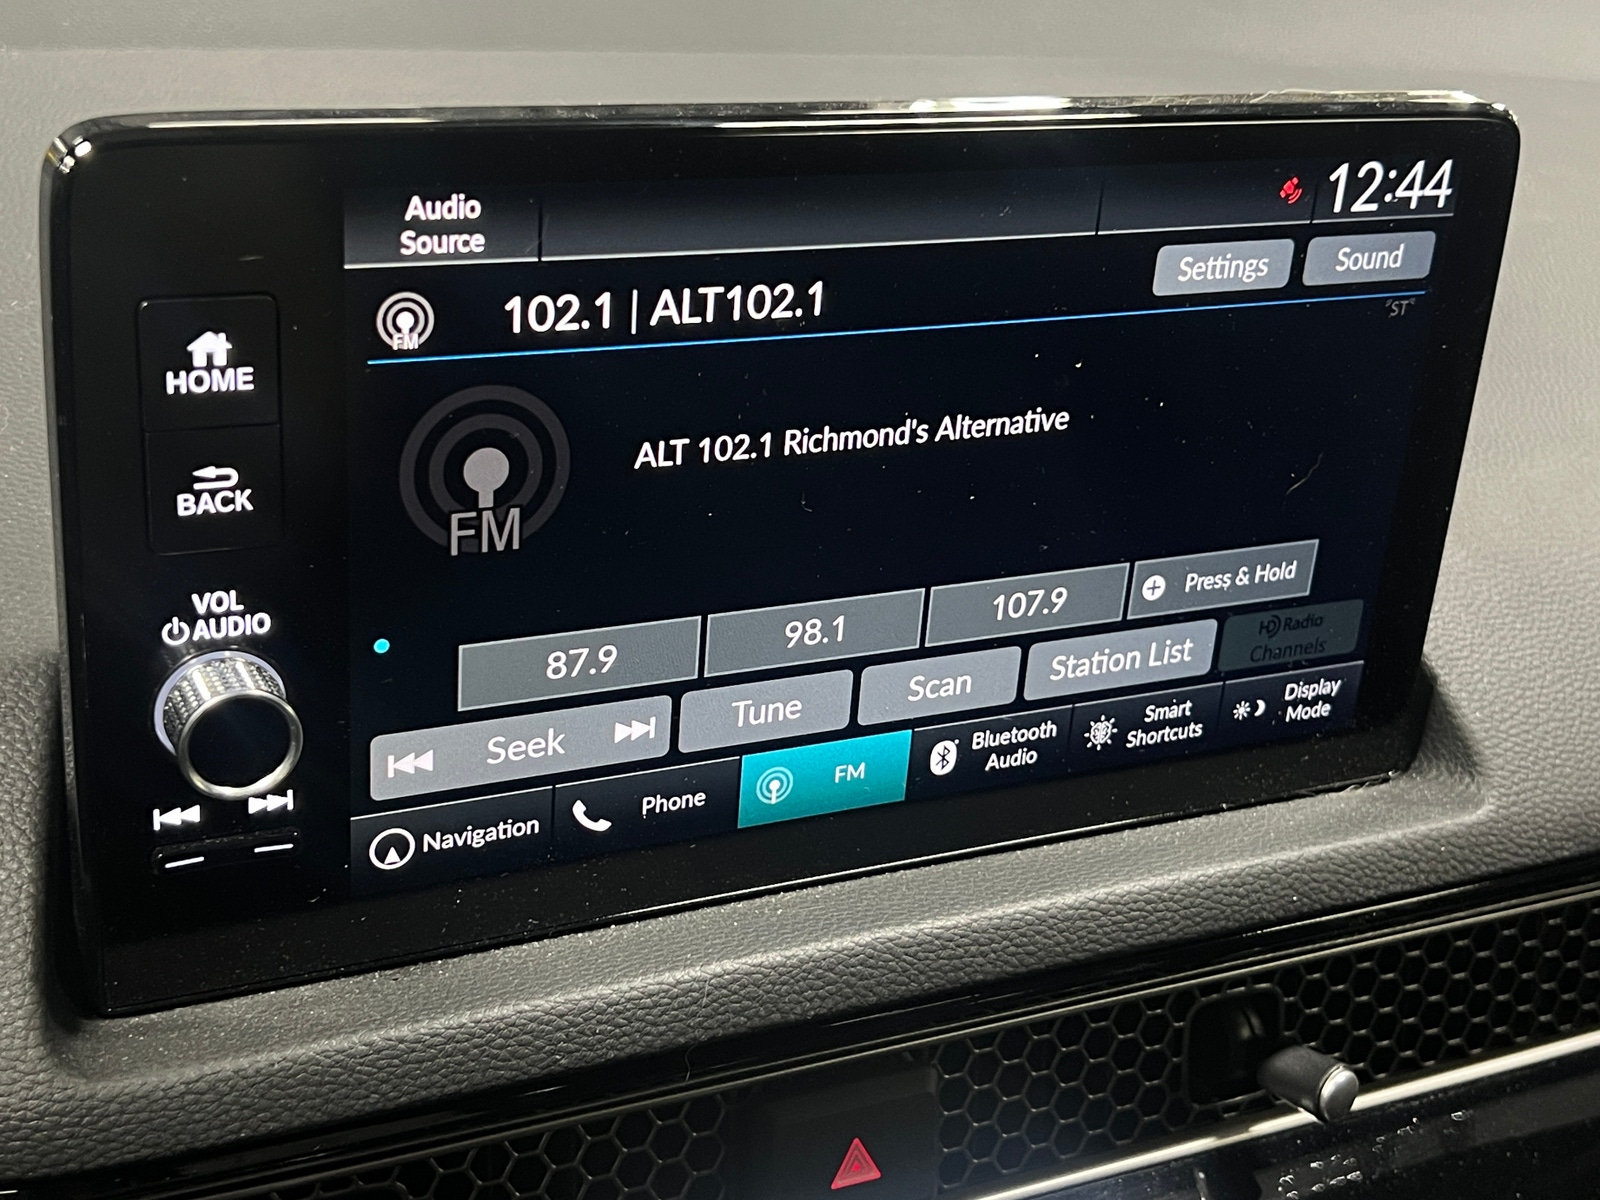 Audio
Source
12:44
Settings
Sound
FM
102.1 | ALT102.1
"ST"
HOME
BACK
FM
ALT 102.1 Richmond's Alternative
VOL
AUDIO
87.9
98.1
107.9
Press & Hold
Seek
Tune
Scan
Station List
HD Radio
Channels
Navigation
Phone
FM
Bluetooth
Audio
Smart
Shortcuts
Display
Mode